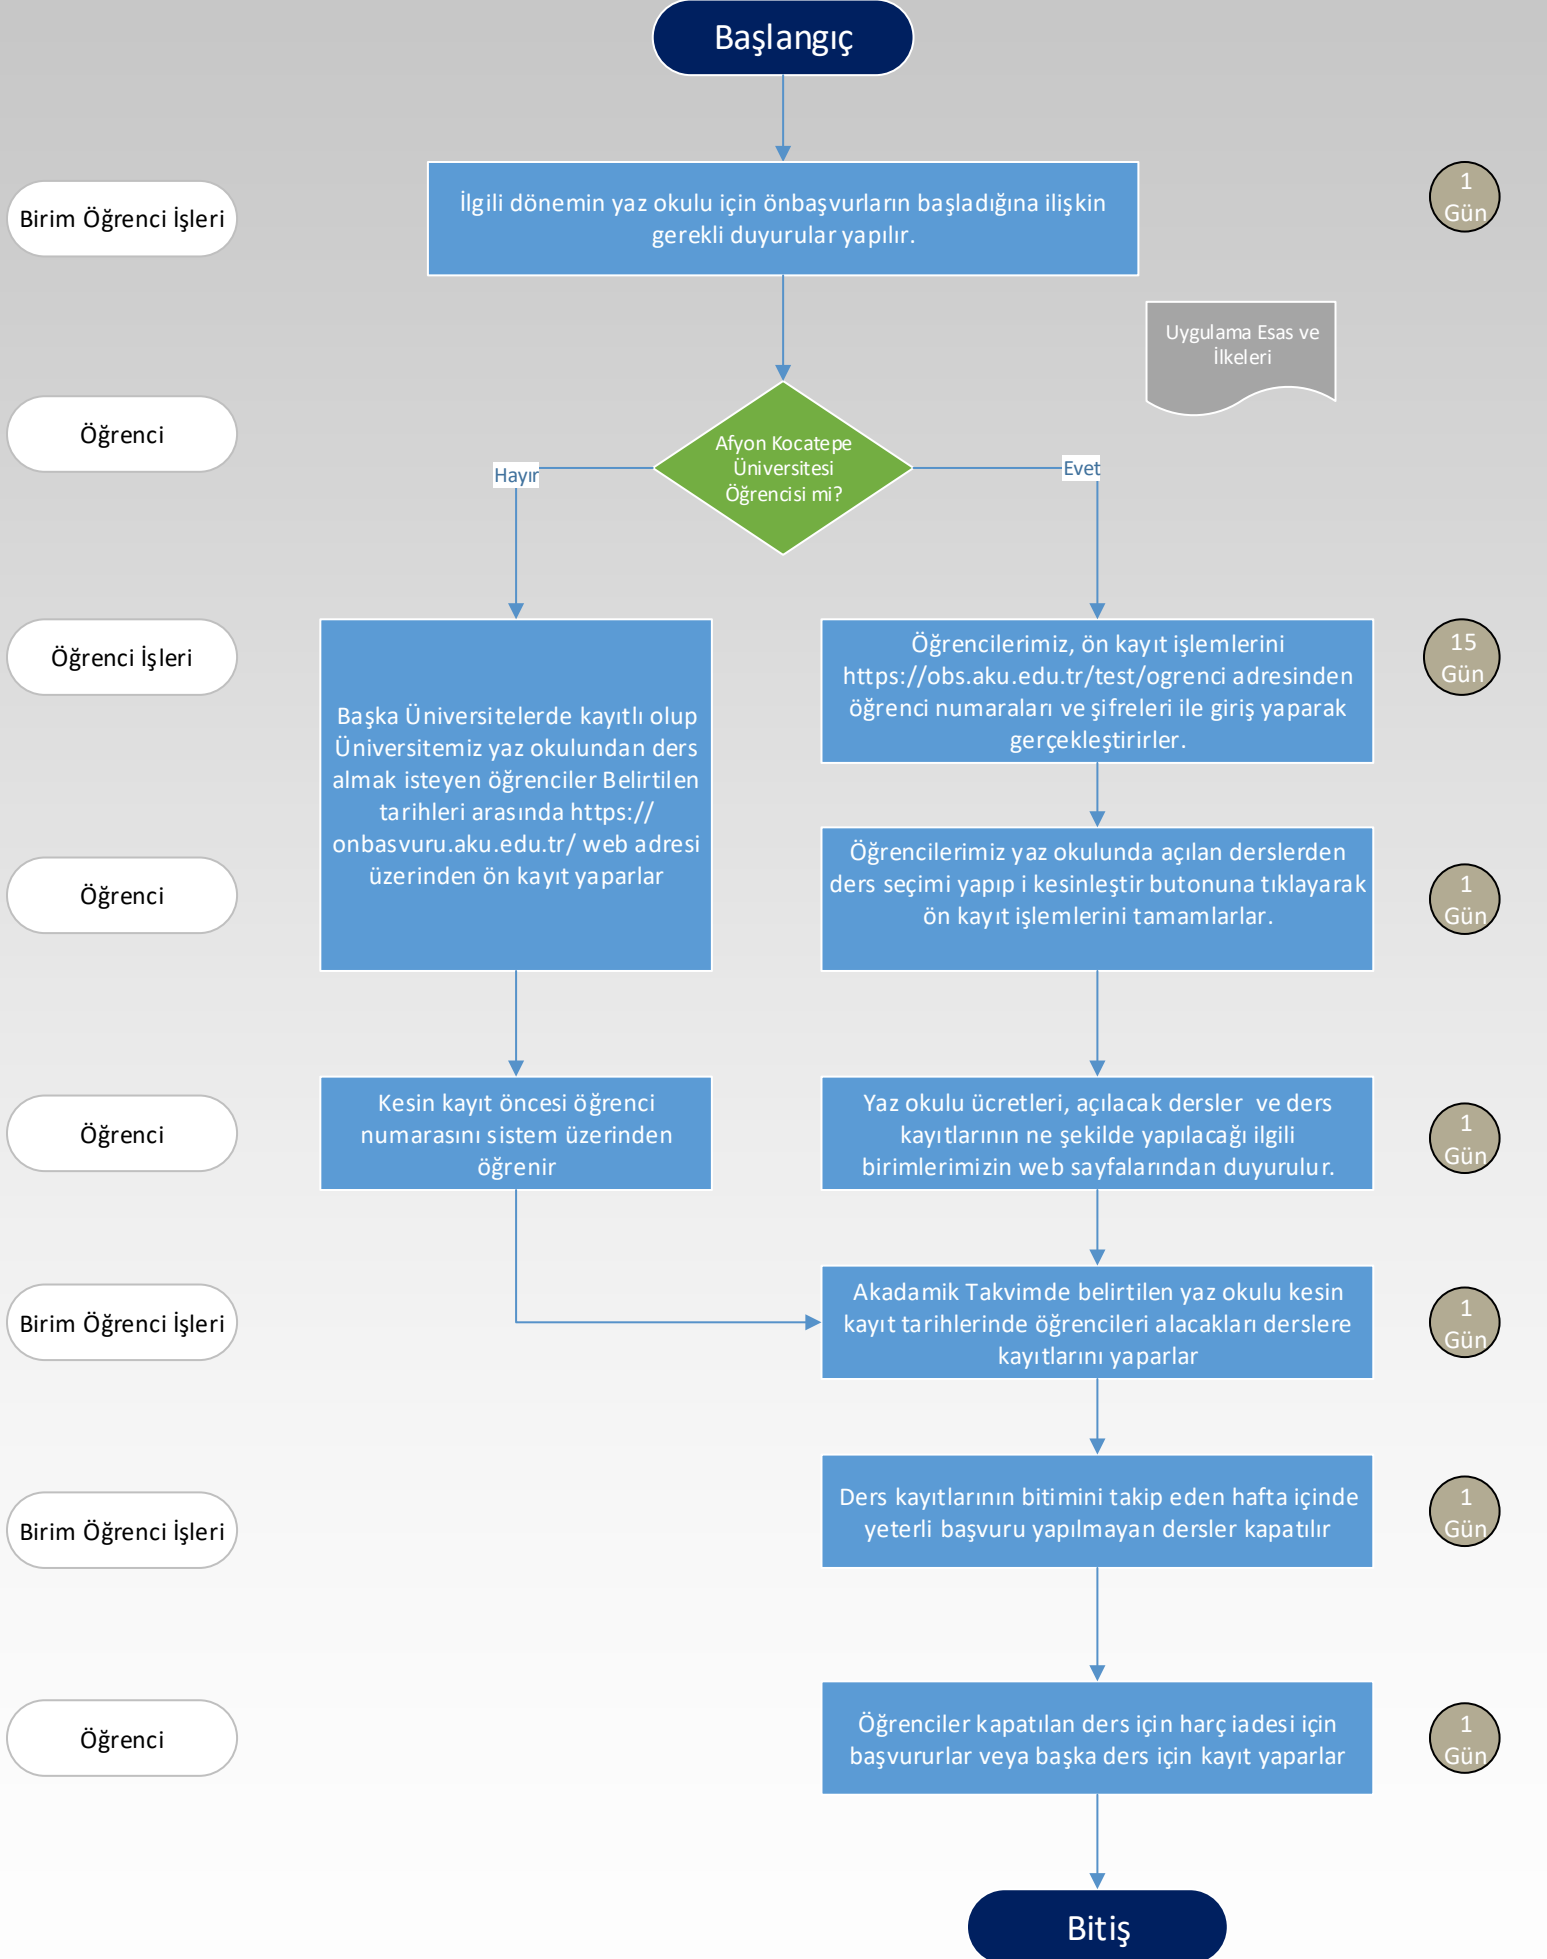 Başlangıç
Birim Öğrenci İşleri
İlgili dönemin yaz okulu için önbaşvurların başladığına ilişkin
gerekli duyurular yapılır.
1
Gün
Uygulama Esas ve
İlkeleri
Öğrenci
Afyon Kocatepe
Üniversitesi
Öğrencisi mi?
Hayır
Evet
Öğrenci İşleri
Başka Üniversitelerde kayıtlı olup
Üniversitemiz yaz okulundan ders
almak isteyen öğrenciler Belirtilen
tarihleri arasında https://
onbasvuru.aku.edu.tr/ web adresi
üzerinden ön kayıt yaparlar
Öğrencilerimiz, ön kayıt işlemlerini
https://obs.aku.edu.tr/test/ogrenci adresinden
öğrenci numaraları ve şifreleri ile giriş yaparak
gerçekleştirirler.
15
Gün
Öğrenci
Öğrencilerimiz yaz okulunda açılan derslerden
ders seçimi yapıp i kesinleştir butonuna tıklayarak
ön kayıt işlemlerini tamamlarlar.
1
Gün
Öğrenci
Kesin kayıt öncesi öğrenci
numarasını sistem üzerinden
öğrenir
Yaz okulu ücretleri, açılacak dersler ve ders
kayıtlarının ne şekilde yapılacağı ilgili
birimlerimizin web sayfalarından duyurulur.
1
Gün
Birim Öğrenci İşleri
Akadamik Takvimde belirtilen yaz okulu kesin
kayıt tarihlerinde öğrencileri alacakları derslere
kayıtlarını yaparlar
1
Gün
Birim Öğrenci İşleri
Ders kayıtlarının bitimini takip eden hafta içinde
yeterli başvuru yapılmayan dersler kapatılır
1
Gün
Öğrenci
Öğrenciler kapatılan ders için harç iadesi için
başvururlar veya başka ders için kayıt yaparlar
1
Gün
Bitiş